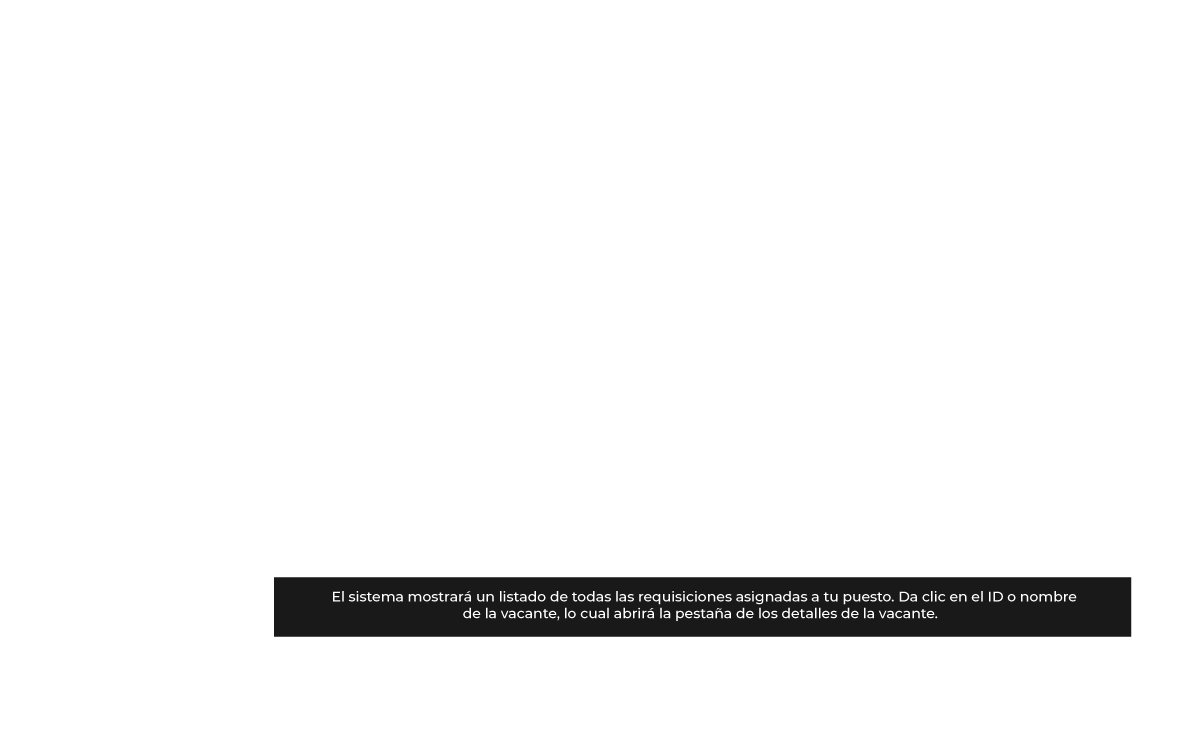 El sistema mostrará un listado de todas las requisiciones asignadas a tu puesto. Da clic en el ID o nombre
de la vacante, lo cual abrirá la pestaña de los detalles de la vacante.